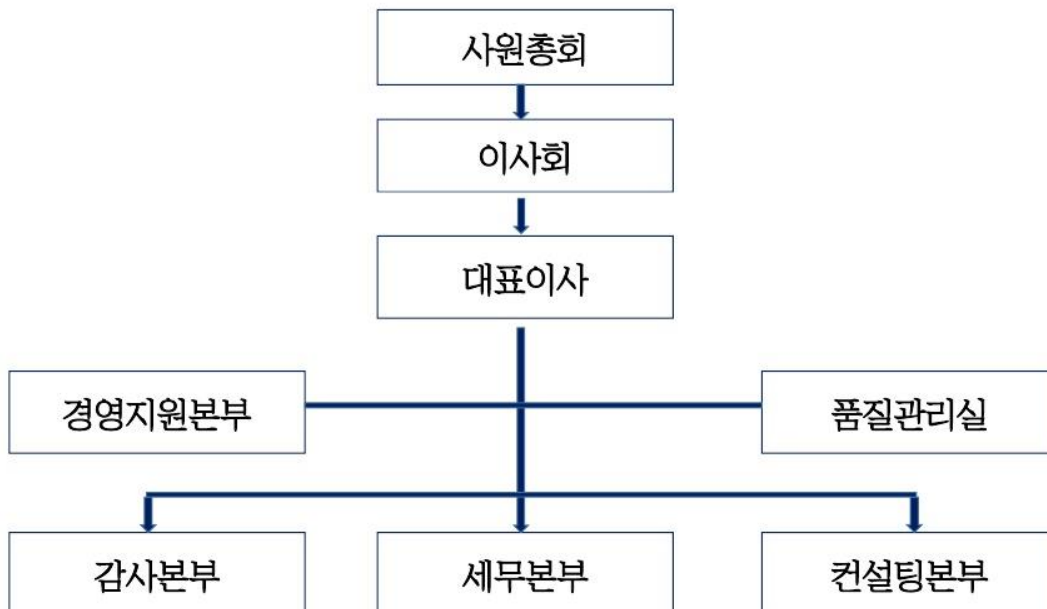 사원총회
이사회
대표이사
경영지원본부
품질관리실
감사본부
세무본부
컨설팅본부